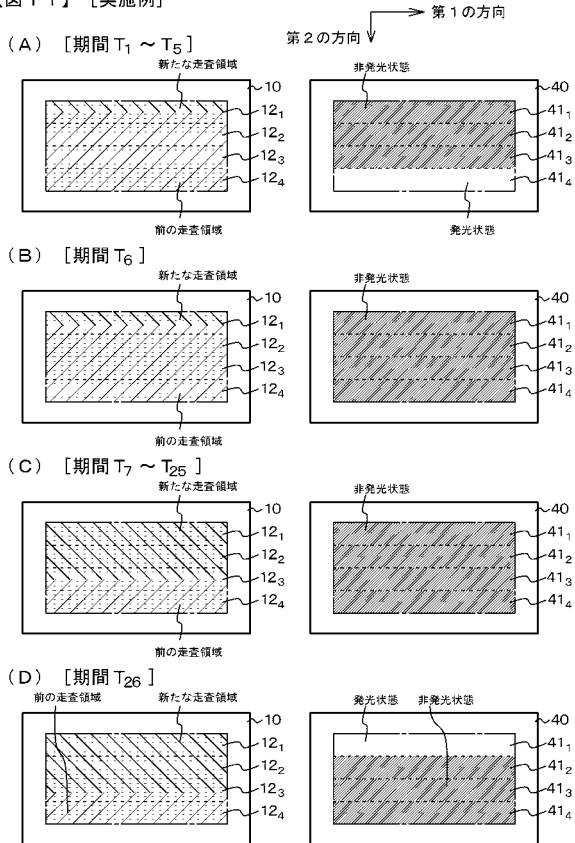 【図１１】 ［実施例］
第１の方向
第２の方向
（A） ［期間 T1 ～ T5 ］
新たな走査領域
10
121
122
123
124
前の走査領域
非発光状態
40
411
412
413
414
発光状態
（B） ［期間 T6 ］
新たな走査領域
10
121
122
123
124
前の走査領域
非発光状態
40
411
412
413
414
（C） ［期間 T7 ～ T25 ］
新たな走査領域
10
121
122
123
124
前の走査領域
非発光状態
40
411
412
413
414
（D） ［期間 T26 ］
前の走査領域 新たな走査領域
10
121
122
123
124
発光状態 非発光状態
40
411
412
413
414